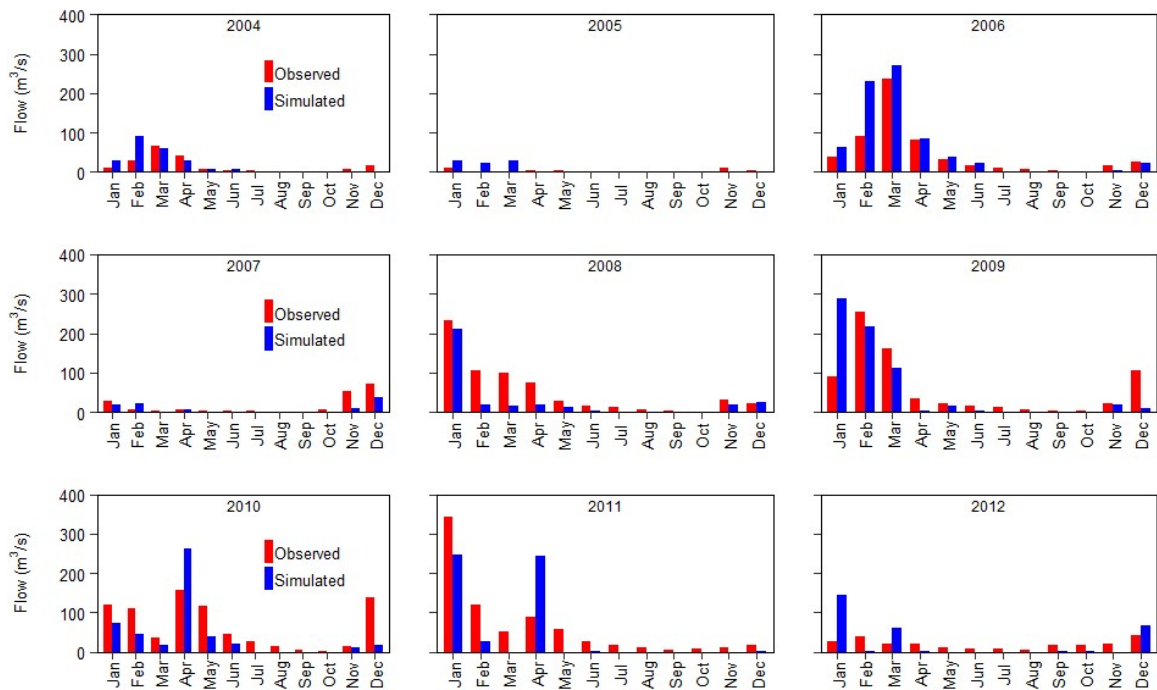 2004
2005
2006
Flow (m³/s)
400
300
200
100
0
Observed
Simulated
Jan Feb Mar Apr May Jun Jul Aug Sep Oct Nov Dec
Jan Feb Mar Apr May Jun Jul Aug Sep Oct Nov Dec
Jan Feb Mar Apr May Jun Jul Aug Sep Oct Nov Dec
2007
2008
2009
Flow (m³/s)
400
300
200
100
0
Observed
Simulated
Jan Feb Mar Apr May Jun Jul Aug Sep Oct Nov Dec
Jan Feb Mar Apr May Jun Jul Aug Sep Oct Nov Dec
Jan Feb Mar Apr May Jun Jul Aug Sep Oct Nov Dec
2010
2011
2012
Flow (m³/s)
400
300
200
100
0
Observed
Simulated
Jan Feb Mar Apr May Jun Jul Aug Sep Oct Nov Dec
Jan Feb Mar Apr May Jun Jul Aug Sep Oct Nov Dec
Jan Feb Mar Apr May Jun Jul Aug Sep Oct Nov Dec